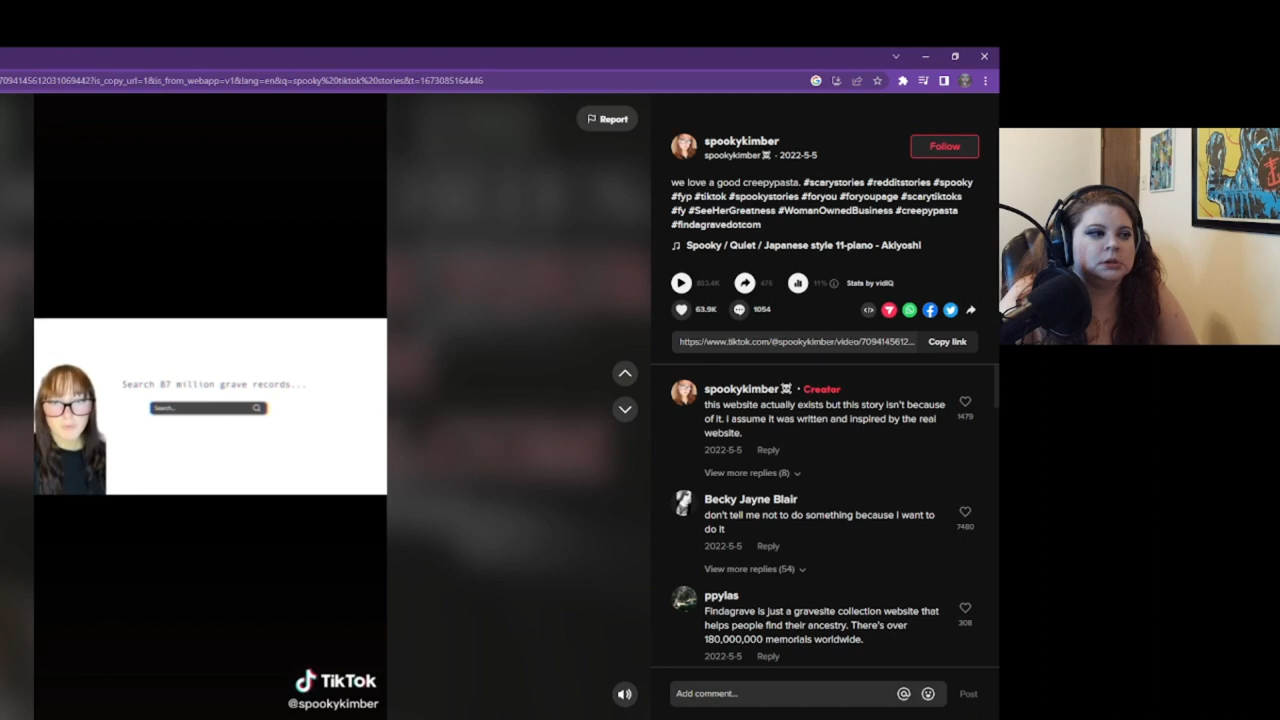 7094145612031069442?is_copy_url=1&is_from_webapp=v1&lang=en&q=spooky%20tiktok%20stories&t=1673085164446
Report
spookykimber
spookykimber☠ · 2022-5-5
Follow
we love a good creepypasta. #scarystories #redditstories #spooky
#fyp #tiktok #spookystories #foryou #foryoupage #scarytiktoks
#fy #SeeHerGreatness #WomanOwnedBusiness #creepypasta
#findagravedotcom
♫ Spooky / Quiet / Japanese style 11-piano - Akiyoshi
475
11%
Stats by vidIQ
63.9K
1054
https://www.tiktok.com/@spookykimber/video/7094145612...
Copy link
Search 87 million grave records...
Search...
spookykimber ☠ · Creator
this website actually exists but this story isn't because
of it. I assume it was written and inspired by the real
website.
1479
2022-5-5 Reply
View more replies (8)
Becky Jayne Blair
don't tell me not to do something because I want to
do it
7480
2022-5-5 Reply
View more replies (54)
ppylas
Findagrave is just a gravesite collection website that
helps people find their ancestry. There's over
180,000,000 memorials worldwide.
308
2022-5-5 Reply
TikTok
@spookykimber
Add comment...
Post